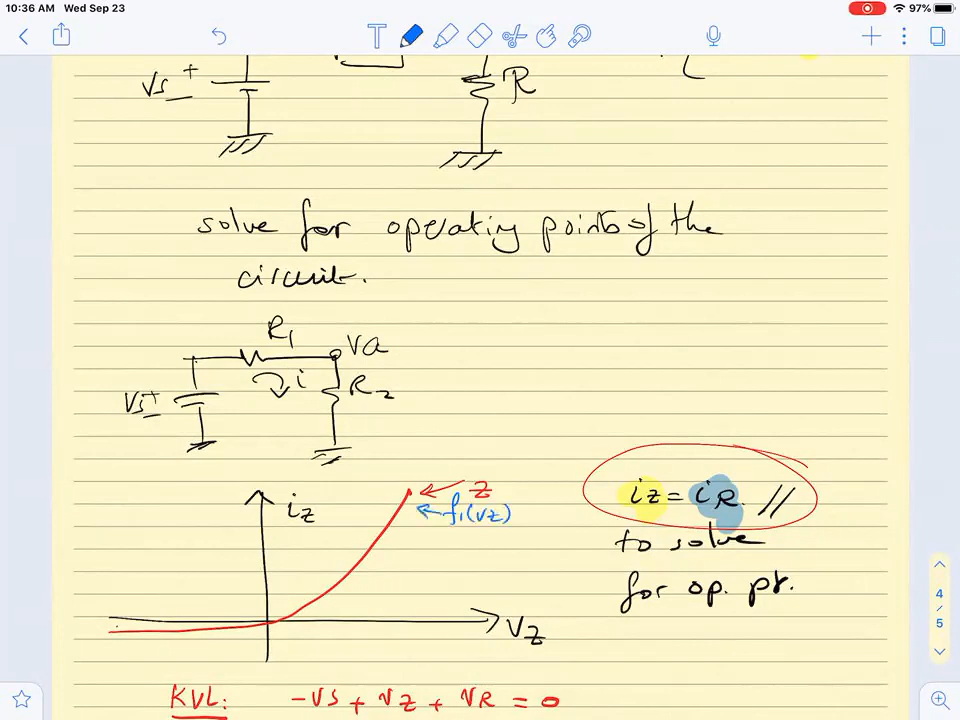 10:36 AM Wed Sep 23
97%
T
Vs +
R
solve for operating points of the
circuit.
R1
Va
i
R2
Vs+
iz
← z
← f1(vz)
iz = iR //
to solve
for op. pt.
4
/
5
Vz
KVL: -VS + VZ + VR = 0